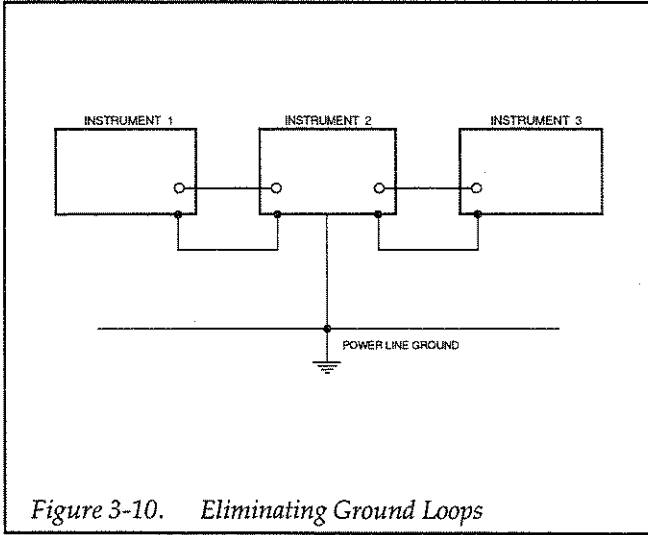 INSTRUMENT 1
INSTRUMENT 2
INSTRUMENT 3
POWER LINE GROUND
Figure 3-10. Eliminating Ground Loops